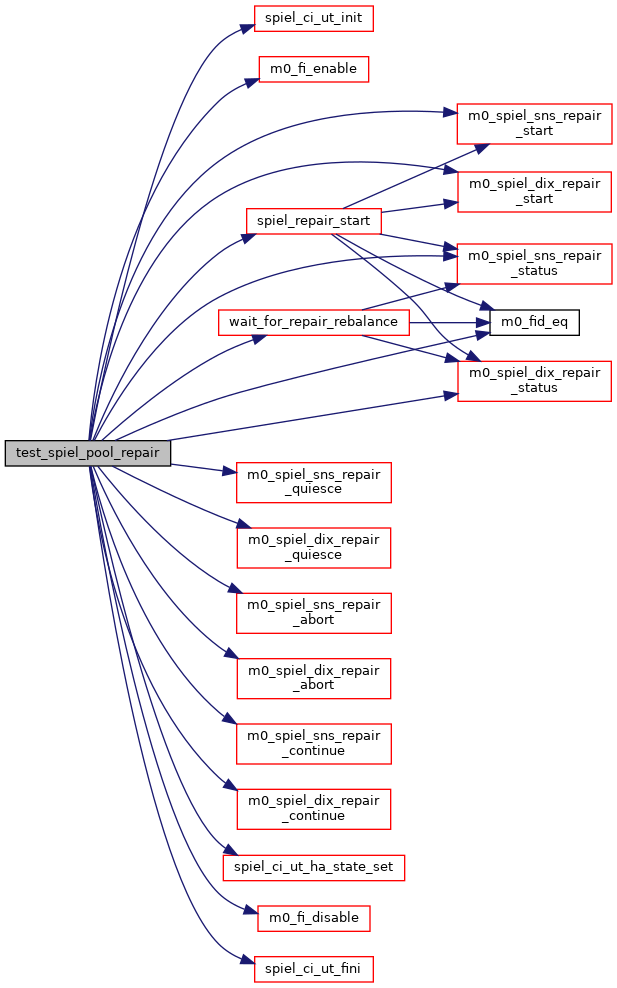 spiel_ci_ut_init
m0_fi_enable
m0_spiel_sns_repair
_start
m0_spiel_dix_repair
_start
spiel_repair_start
m0_spiel_sns_repair
_status
wait_for_repair_rebalance
m0_fid_eq
m0_spiel_dix_repair
_status
test_spiel_pool_repair
m0_spiel_sns_repair
_quiesce
m0_spiel_dix_repair
_quiesce
m0_spiel_sns_repair
_abort
m0_spiel_dix_repair
_abort
m0_spiel_sns_repair
_continue
m0_spiel_dix_repair
_continue
spiel_ci_ut_ha_state_set
m0_fi_disable
spiel_ci_ut_fini